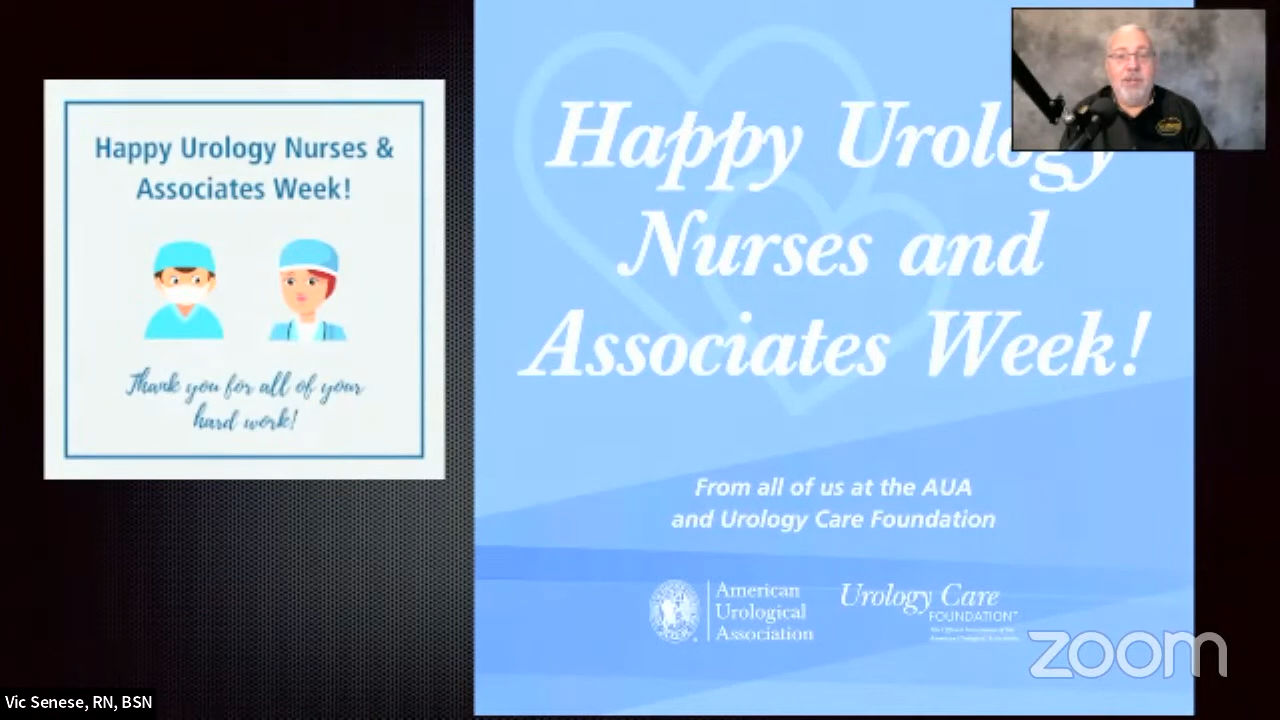 Happy Urology Nurses &
Associates Week!
Thank you for all of your
hard work!
Happy Urology
Nurses and
Associates Week!
From all of us at the AUA
and Urology Care Foundation
American
Urological
Association
Urology Care
FOUNDATION™
zoom
Vic Senese, RN, BSN